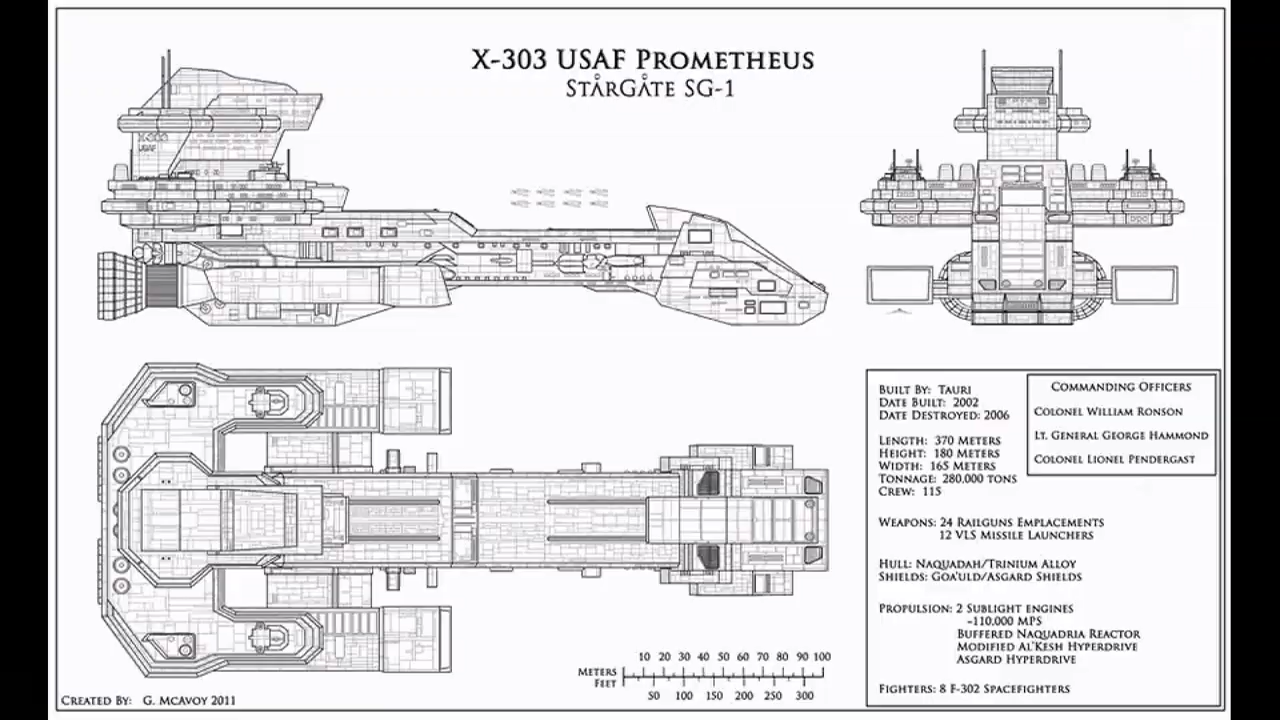 X-303 USAF Prometheus
StårGåte SG-1
X-303
USAF
Built By: Tauri
Date Built: 2002
Date Destroyed: 2006
Length: 370 Meters
Height: 180 Meters
Width: 165 Meters
Tonnage: 280,000 tons
Crew: 115
Commanding Officers
Colonel William Ronson
Lt. General George Hammond
Colonel Lionel Pendergast
Weapons: 24 Railguns Emplacements
12 VLS Missile Launchers
Hull: Naquadah/Trinium Alloy
Shields: Goa'uld/Asgard Shields
Propulsion: 2 Sublight engines
~110,000 MPS
Buffered Naquadria Reactor
Modified Al'Kesh Hyperdrive
Asgard Hyperdrive
Fighters: 8 F-302 Spacefighters
10 20 30 40 50 60 70 80 90 100
Meters
Feet
50 100 150 200 250 300
Created By: G. McAvoy 2011